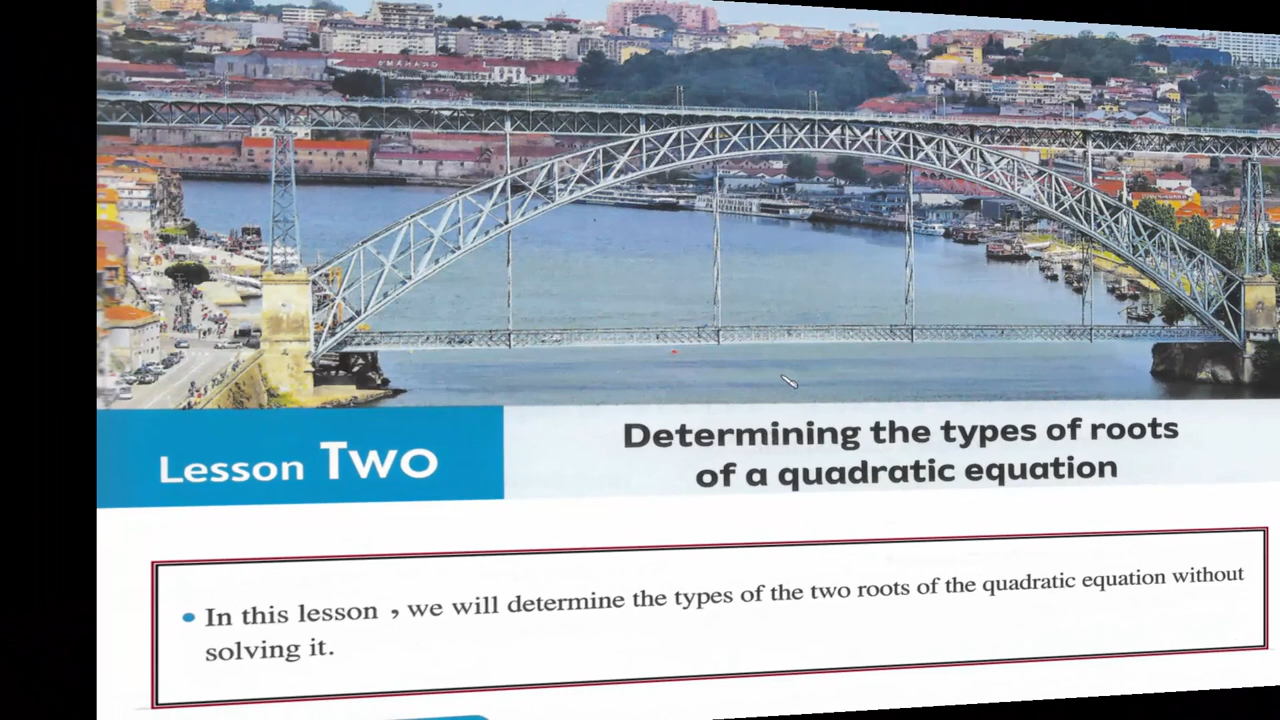 Lesson Two
Determining the types of roots
of a quadratic equation
• In this lesson , we will determine the types of the two roots of the quadratic equation without
solving it.